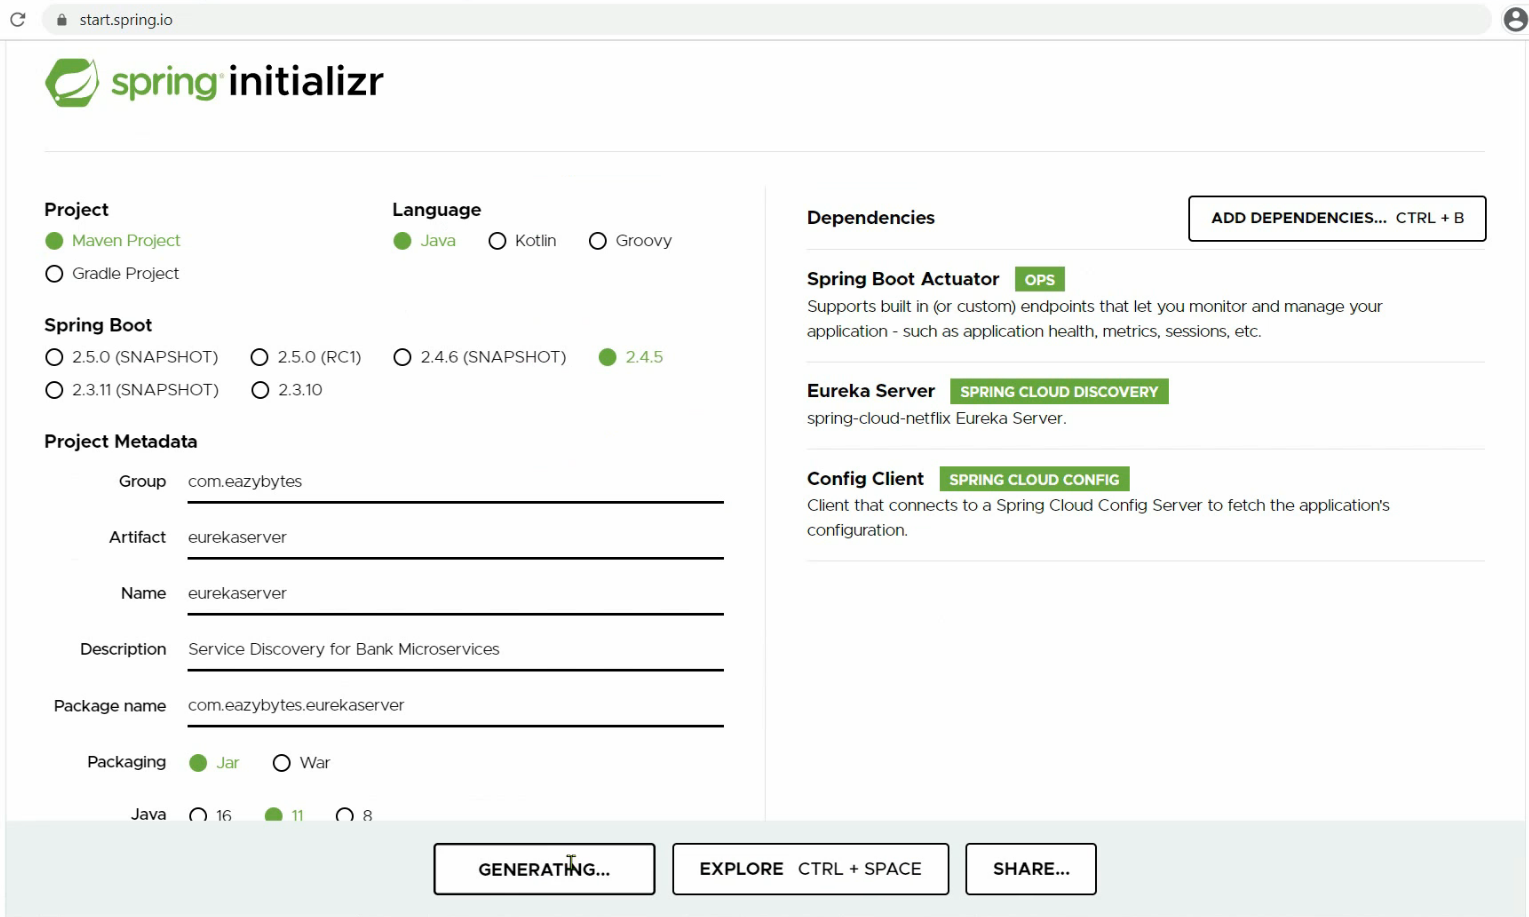 start.spring.io
spring initializr
Project
Maven Project
Gradle Project
Language
Java Kotlin Groovy
Spring Boot
2.5.0 (SNAPSHOT) 2.5.0 (RC1) 2.4.6 (SNAPSHOT) 2.4.5
2.3.11 (SNAPSHOT) 2.3.10
Project Metadata
Group com.eazybytes
Artifact eurekaserver
Name eurekaserver
Description Service Discovery for Bank Microservices
Package name com.eazybytes.eurekaserver
Packaging Jar War
Java 16 11 8
Dependencies ADD DEPENDENCIES... CTRL + B
Spring Boot Actuator OPS
Supports built in (or custom) endpoints that let you monitor and manage your
application - such as application health, metrics, sessions, etc.
Eureka Server SPRING CLOUD DISCOVERY
spring-cloud-netflix Eureka Server.
Config Client SPRING CLOUD CONFIG
Client that connects to a Spring Cloud Config Server to fetch the application's
configuration.
GENERATING... EXPLORE CTRL + SPACE SHARE...